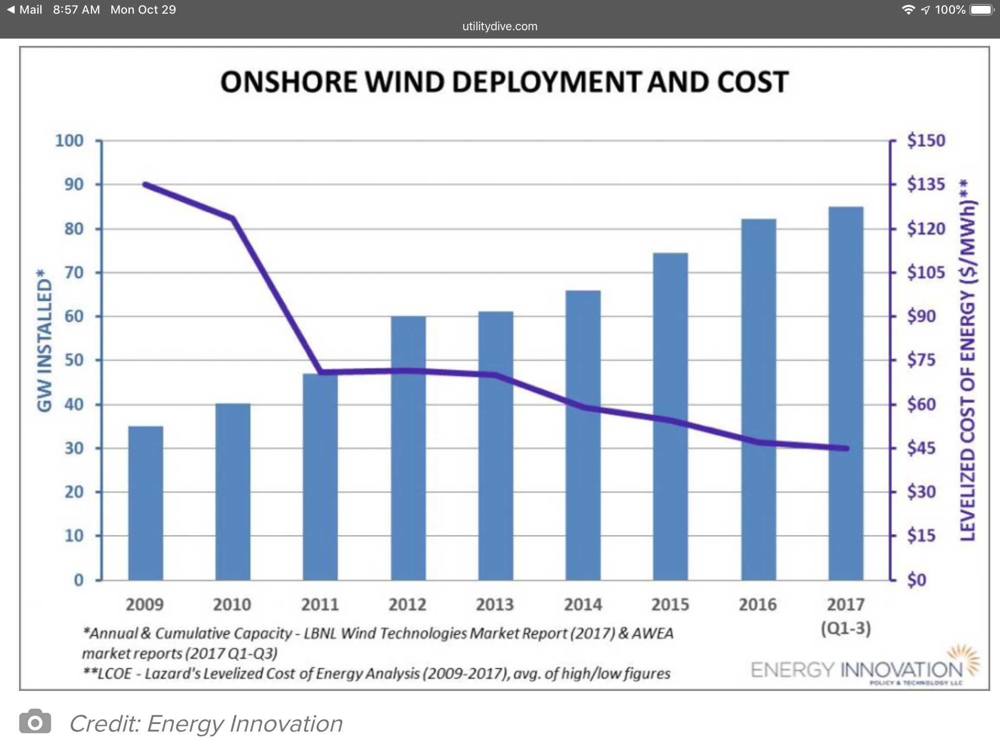 ◀ Mail 8:57 AM Mon Oct 29 100%
utilitydive.com
ONSHORE WIND DEPLOYMENT AND COST
GW INSTALLED*
100
90
80
70
60
50
40
30
20
10
0
$150
$135
$120
$105
$90
$75
$60
$45
$30
$15
$0
LEVELIZED COST OF ENERGY ($/MWh)**
2009 2010 2011 2012 2013 2014 2015 2016 2017
(Q1-3)
*Annual & Cumulative Capacity - LBNL Wind Technologies Market Report (2017) & AWEA
market reports (2017 Q1-Q3)
**LCOE - Lazard's Levelized Cost of Energy Analysis (2009-2017), avg. of high/low figures
ENERGY INNOVATION
POLICY & TECHNOLOGY LLC
Credit: Energy Innovation